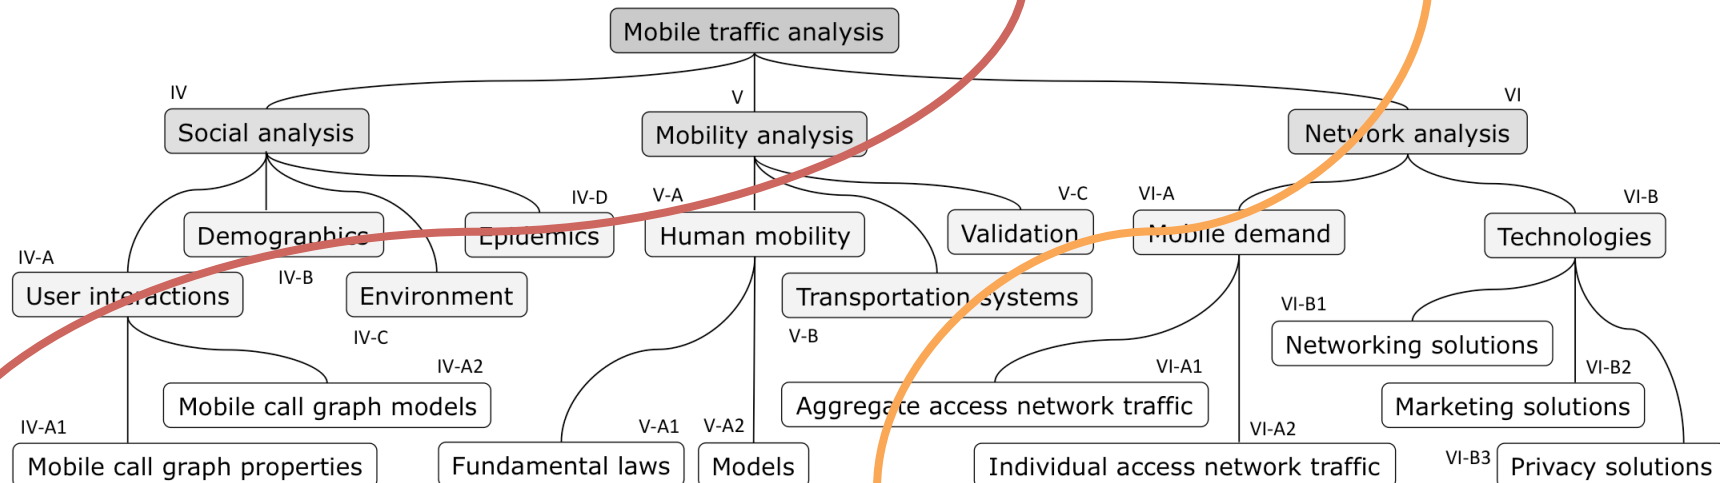 Mobile traffic analysis
IV
V
VI
Social analysis
Mobility analysis
Network analysis
IV-D
V-A
V-C
VI-A
VI-B
Demographics
Epidemics
Human mobility
Validation
Mobile demand
Technologies
IV-A
IV-B
User interactions
Environment
Transportation systems
VI-B1
IV-C
V-B
Networking solutions
IV-A2
VI-A1
VI-B2
Mobile call graph models
Aggregate access network traffic
Marketing solutions
IV-A1
V-A1
V-A2
VI-A2
VI-B3
Mobile call graph properties
Fundamental laws
Models
Individual access network traffic
Privacy solutions